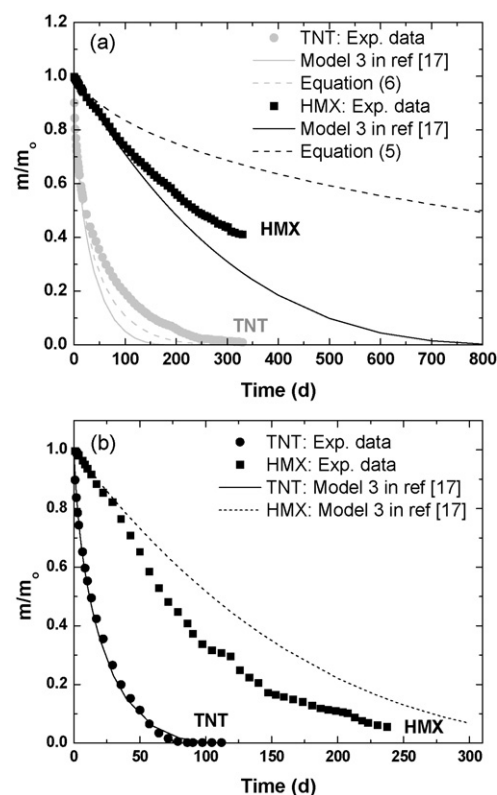 (a)
TNT: Exp. data
Model 3 in ref [17]
Equation (6)
HMX: Exp. data
Model 3 in ref [17]
Equation (5)
m/mₒ
1.0
0.8
0.6
0.4
0.2
0.0
HMX
TNT
0 100 200 300 400 500 600 700 800
Time (d)
(b)
TNT: Exp. data
HMX: Exp. data
TNT: Model 3 in ref [17]
HMX: Model 3 in ref [17]
m/mₒ
1.0
0.8
0.6
0.4
0.2
0.0
TNT
HMX
0 50 100 150 200 250 300
Time (d)